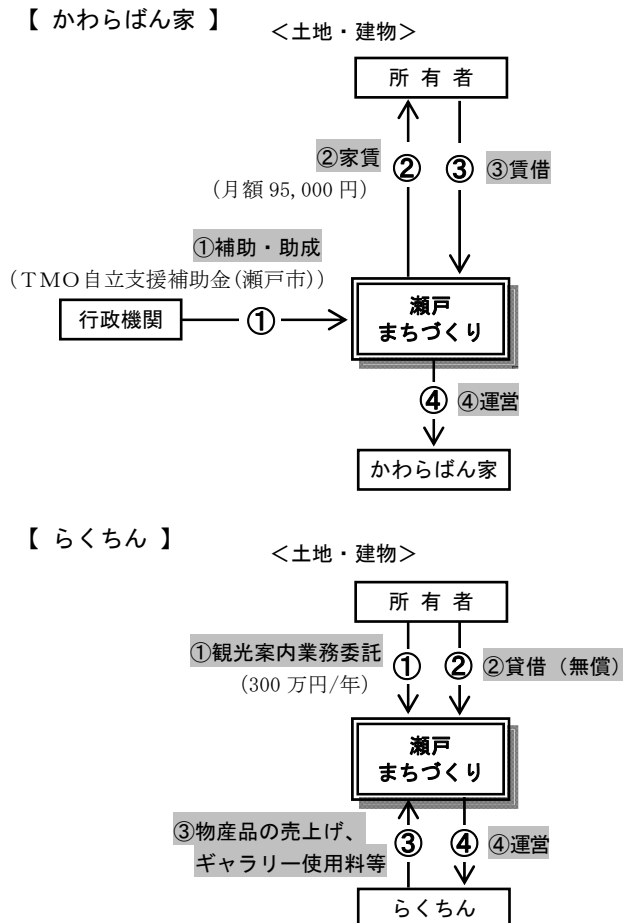 【 かわらばん家 】
＜土地・建物＞
所 有 者
②家賃
② ③ ③賃借
(月額 95,000 円)
①補助・助成
(TMO自立支援補助金(瀬戸市))
行政機関
①
瀬戸
まちづくり
④ ④運営
かわらばん家
【 らくちん 】
＜土地・建物＞
所 有 者
①観光案内業務委託
① ② ②貸借（無償）
(300 万円/年)
瀬戸
まちづくり
③物産品の売上げ、
③ ④ ④運営
ギャラリー使用料等
らくちん